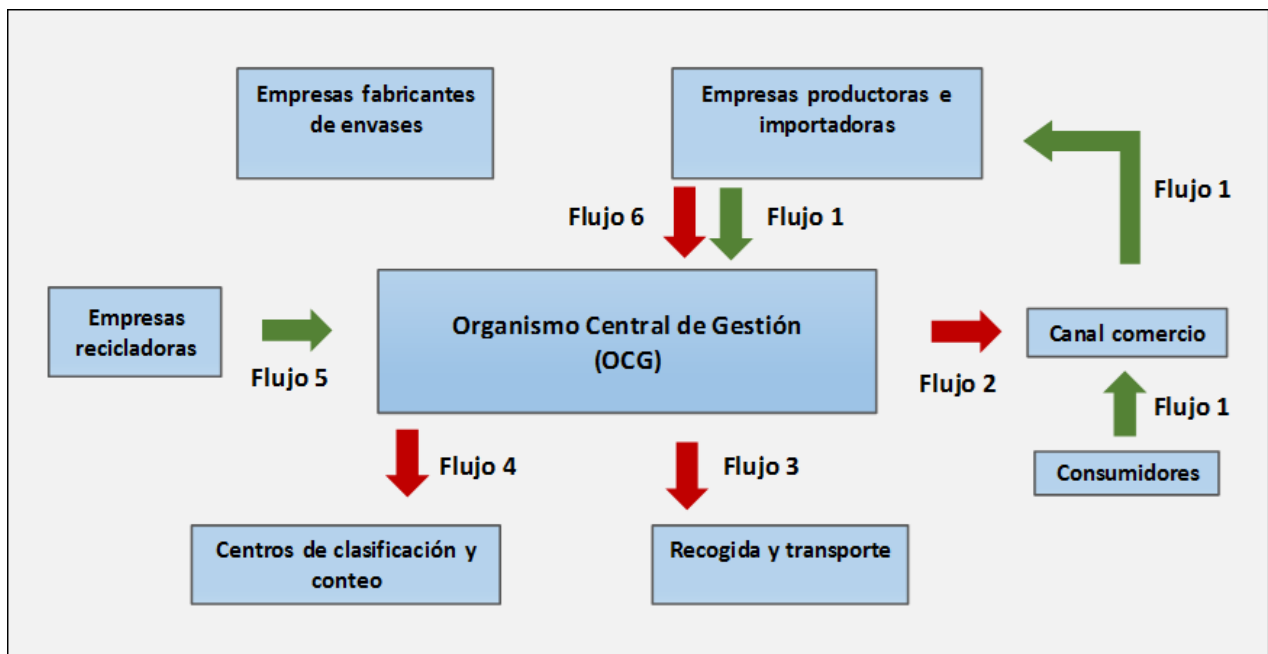 Empresas fabricantes
de envases
Empresas productoras e
importadoras
Flujo 1
Flujo 6
Flujo 1
Empresas
recicladoras
Flujo 5
Organismo Central de Gestión
(OCG)
Flujo 2
Canal comercio
Flujo 1
Consumidores
Flujo 4
Flujo 3
Centros de clasificación y
conteo
Recogida y transporte